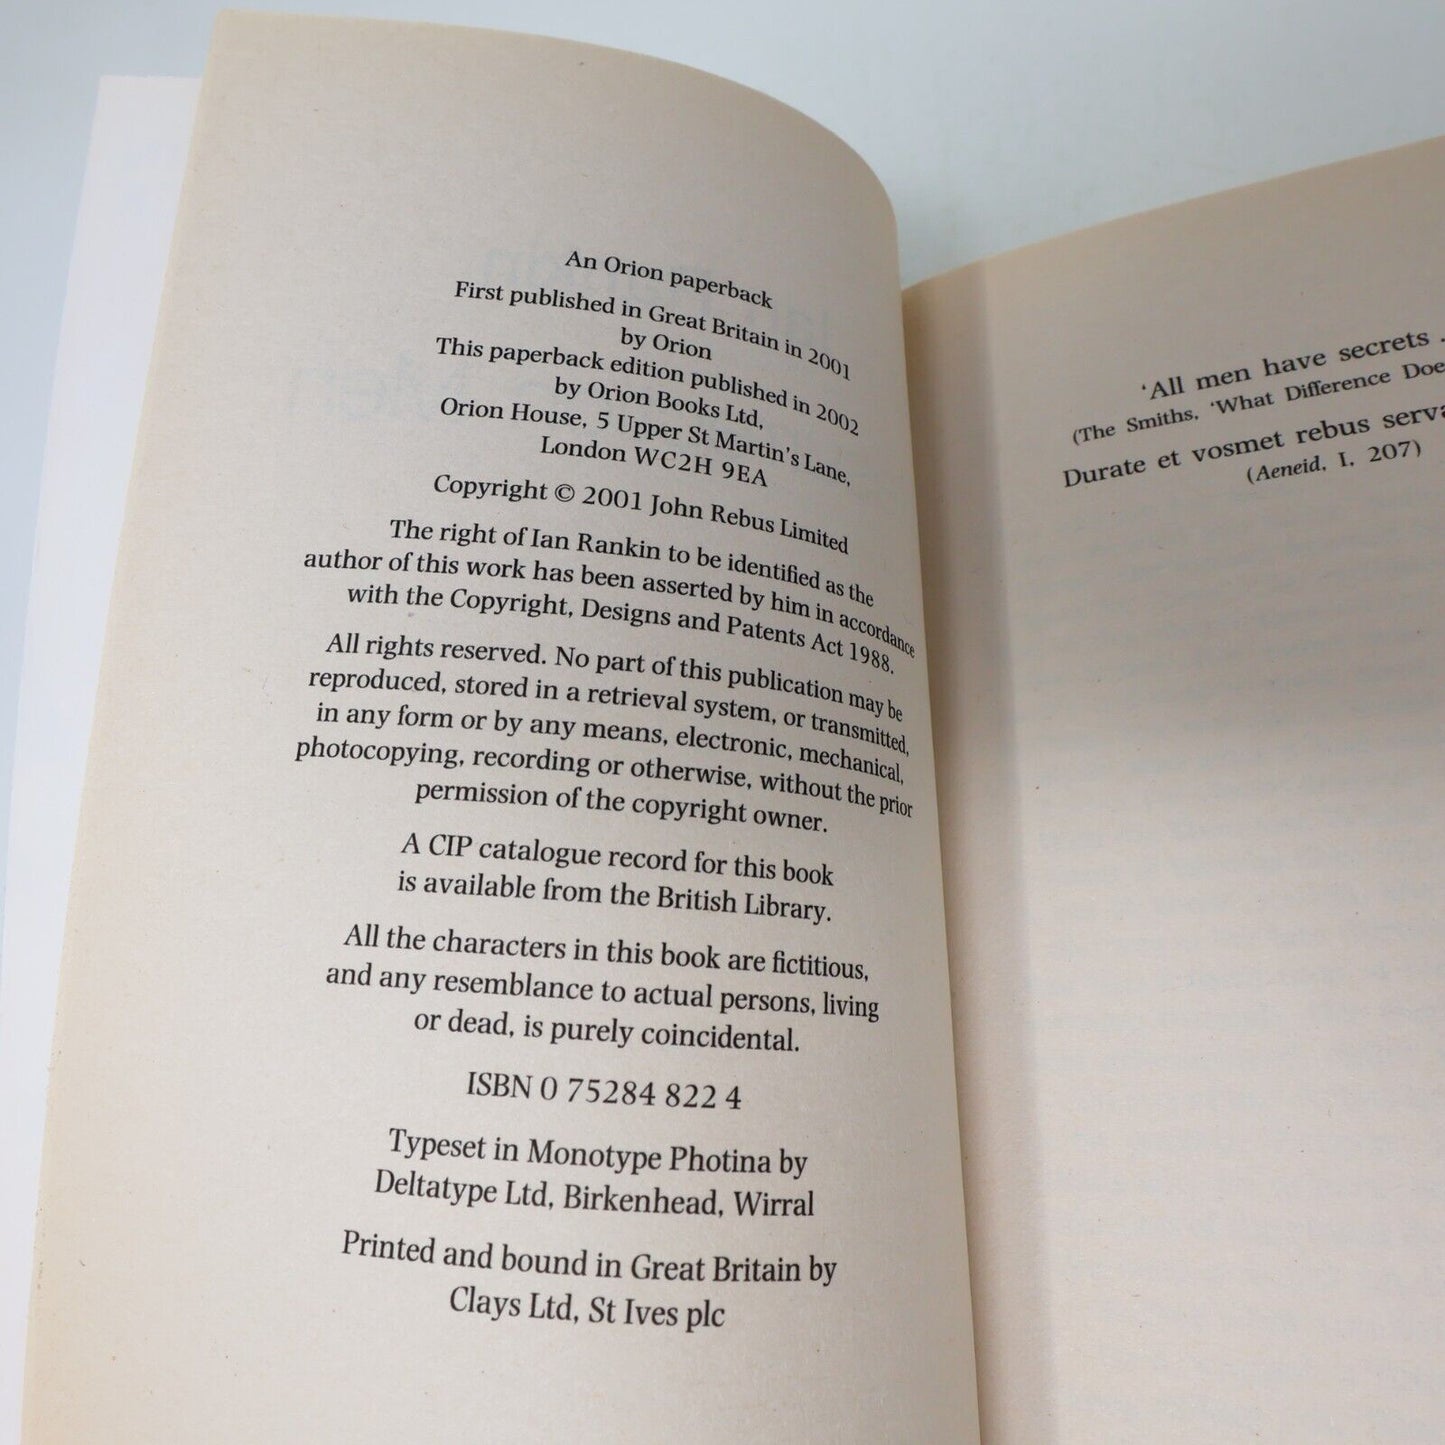 An Orion paperback
First published in Great Britain in 2001
by Orion
This paperback edition published in 2002
by Orion Books Ltd,
Orion House, 5 Upper St Martin's Lane,
London WC2H 9EA
Copyright © 2001 John Rebus Limited
The right of Ian Rankin to be identified as the
author of this work has been asserted by him in accordance
with the Copyright, Designs and Patents Act 1988.
All rights reserved. No part of this publication may be
reproduced, stored in a retrieval system, or transmitted,
in any form or by any means, electronic, mechanical,
photocopying, recording or otherwise, without the prior
permission of the copyright owner.
A CIP catalogue record for this book
is available from the British Library.
All the characters in this book are fictitious,
and any resemblance to actual persons, living
or dead, is purely coincidental.
ISBN 0 75284 822 4
Typeset in Monotype Photina by
Deltatype Ltd, Birkenhead, Wirral
Printed and bound in Great Britain by
Clays Ltd, St Ives plc
'All men have secrets .
(The Smiths, 'What Difference Doe
Durate et vosmet rebus serva
(Aeneid, I, 207)